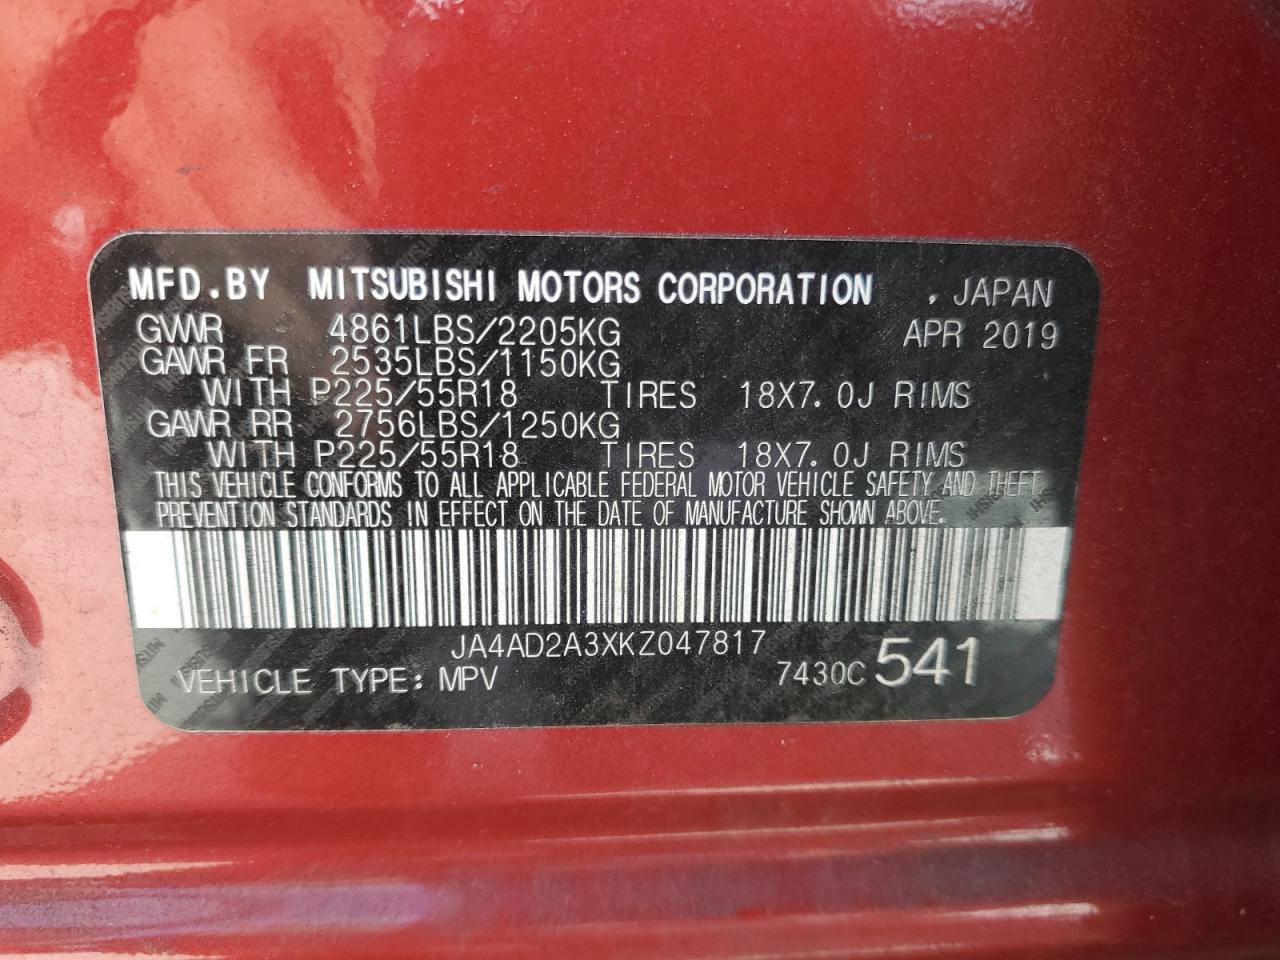 MFD.BY MITSUBISHI MOTORS CORPORATION , JAPAN
GVWR 4861LBS/2205KG APR 2019
GAWR FR 2535LBS/1150KG
WITH P225/55R18 TIRES 18X7.0J RIMS
GAWR RR 2756LBS/1250KG
WITH P225/55R18 TIRES 18X7.0J RIMS
THIS VEHICLE CONFORMS TO ALL APPLICABLE FEDERAL MOTOR VEHICLE SAFETY AND THEFT
PREVENTION STANDARDS IN EFFECT ON THE DATE OF MANUFACTURE SHOWN ABOVE.
JA4AD2A3XKZ047817
VEHICLE TYPE: MPV 7430C 541